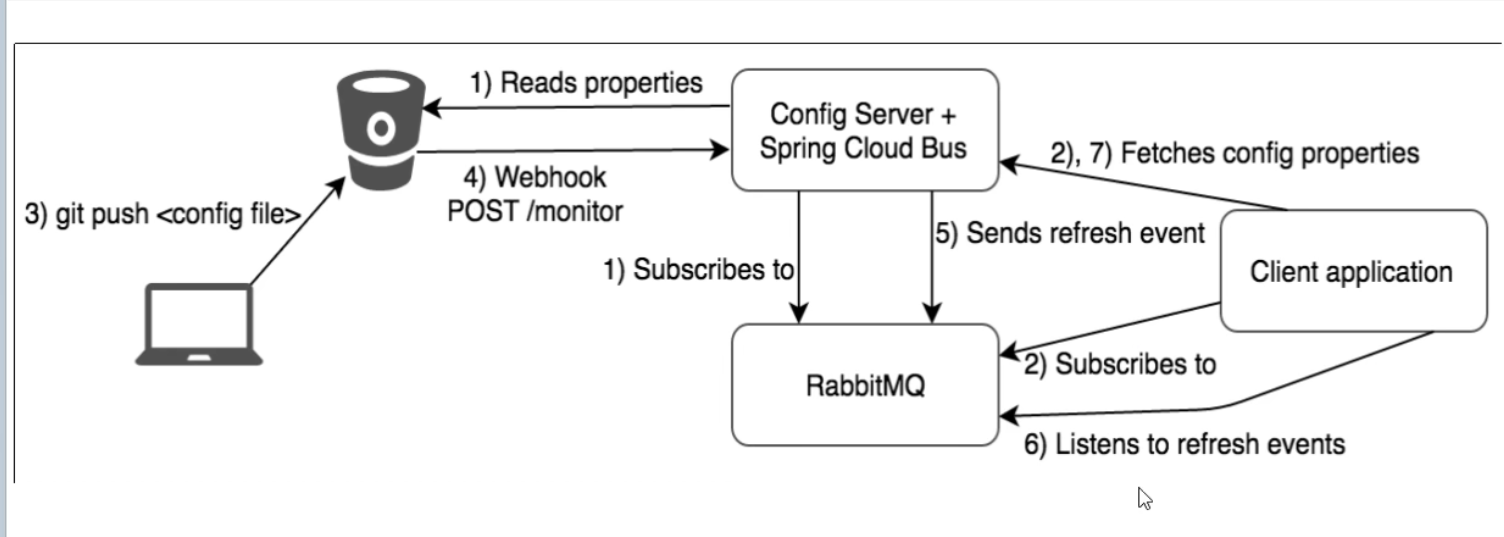 1) Reads properties
Config Server +
Spring Cloud Bus
2), 7) Fetches config properties
4) Webhook
POST /monitor
3) git push <config file>
5) Sends refresh event
1) Subscribes to
Client application
RabbitMQ
2) Subscribes to
6) Listens to refresh events